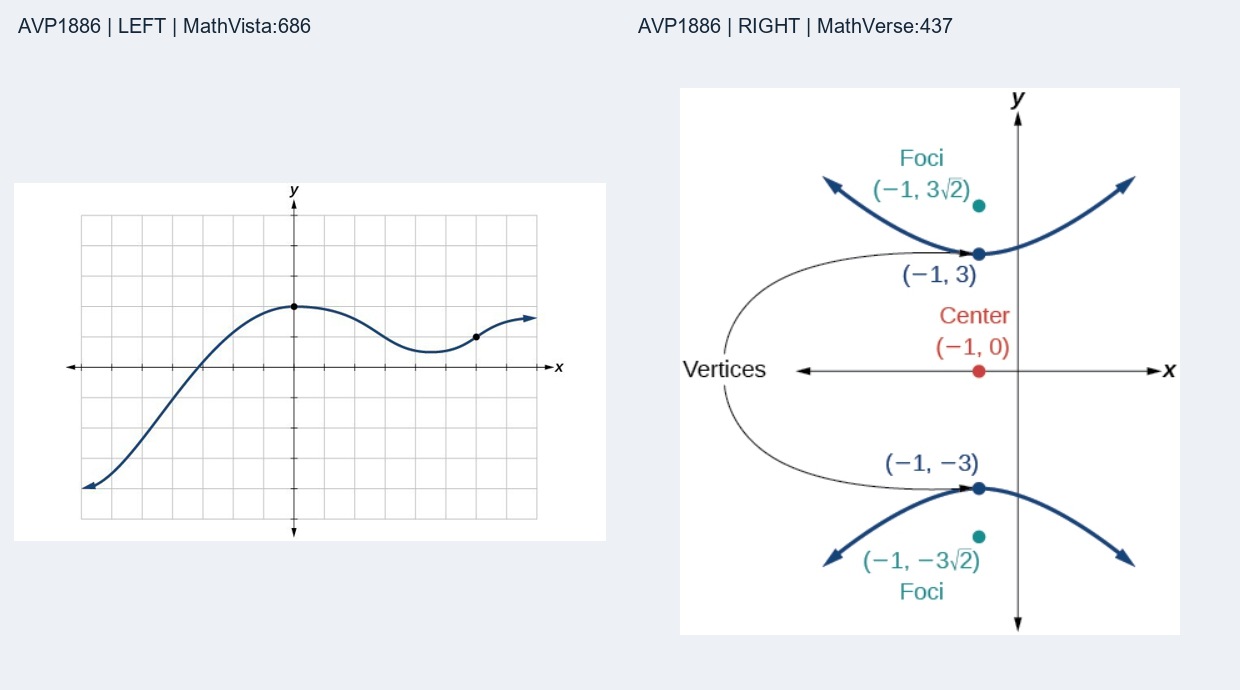 AVP1886 | LEFT | MathVista:686
y
x
AVP1886 | RIGHT | MathVerse:437
y
Foci
(−1, 3√2)
(−1, 3)
Center
(−1, 0)
Vertices
x
(−1, −3)
(−1, −3√2)
Foci